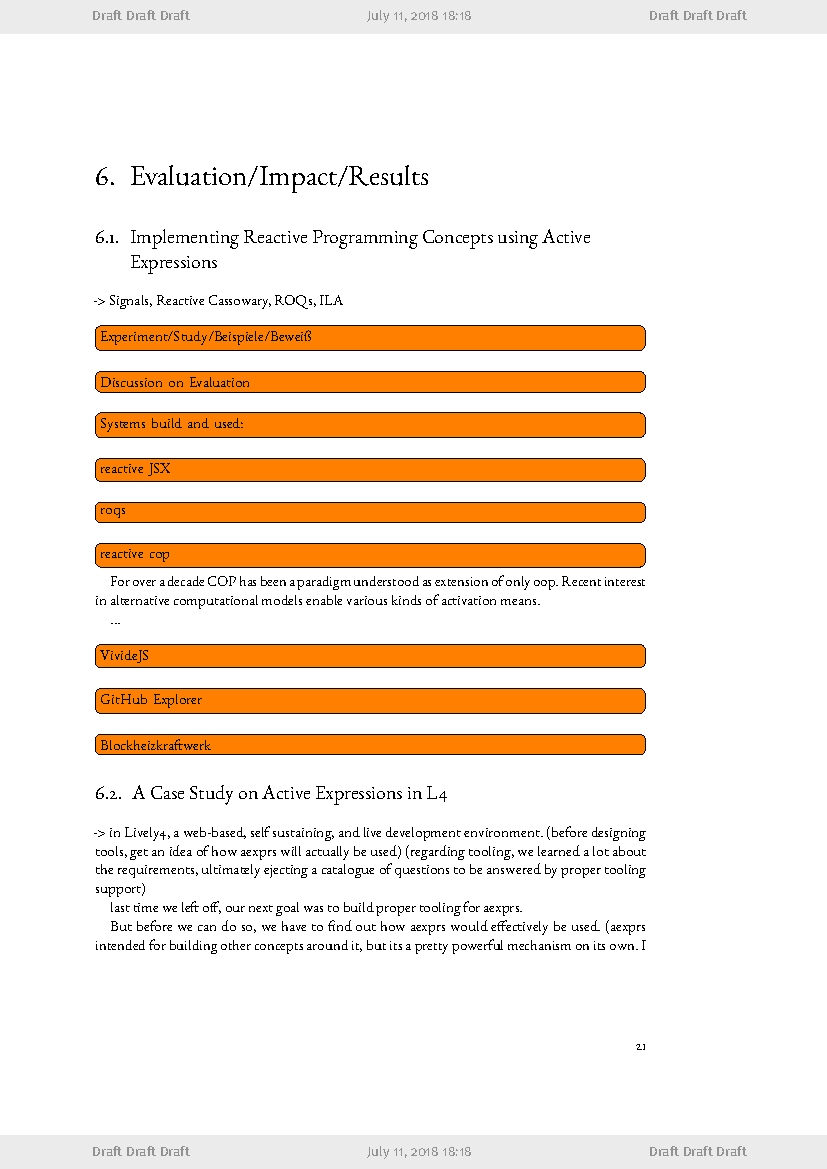 Draft Draft Draft July 11, 2018 18:18 Draft Draft Draft
6. Evaluation/Impact/Results
6.1. Implementing Reactive Programming Concepts using Active
Expressions
-> Signals, Reactive Cassowary, ROQs, ILA
Experiment/Study/Beispiele/Beweiß
Discussion on Evaluation
Systems build and used:
reactive JSX
roqs
reactive cop
For over a decade COP has been a paradigm understood as extension of only oop. Recent interest
in alternative computational models enable various kinds of activation means.
...
VivideJS
GitHub Explorer
Blockheizkraftwerk
6.2. A Case Study on Active Expressions in L4
-> in Lively4, a web-based, self sustaining, and live development environment. (before designing
tools, get an idea of how aexprs will actually be used) (regarding tooling, we learned a lot about
the requirements, ultimately ejecting a catalogue of questions to be answered by proper tooling
support)
last time we left off, our next goal was to build proper tooling for aexprs.
But before we can do so, we have to find out how aexprs would effectively be used. (aexprs
intended for building other concepts around it, but its a pretty powerful mechanism on its own. I
21
Draft Draft Draft July 11, 2018 18:18 Draft Draft Draft